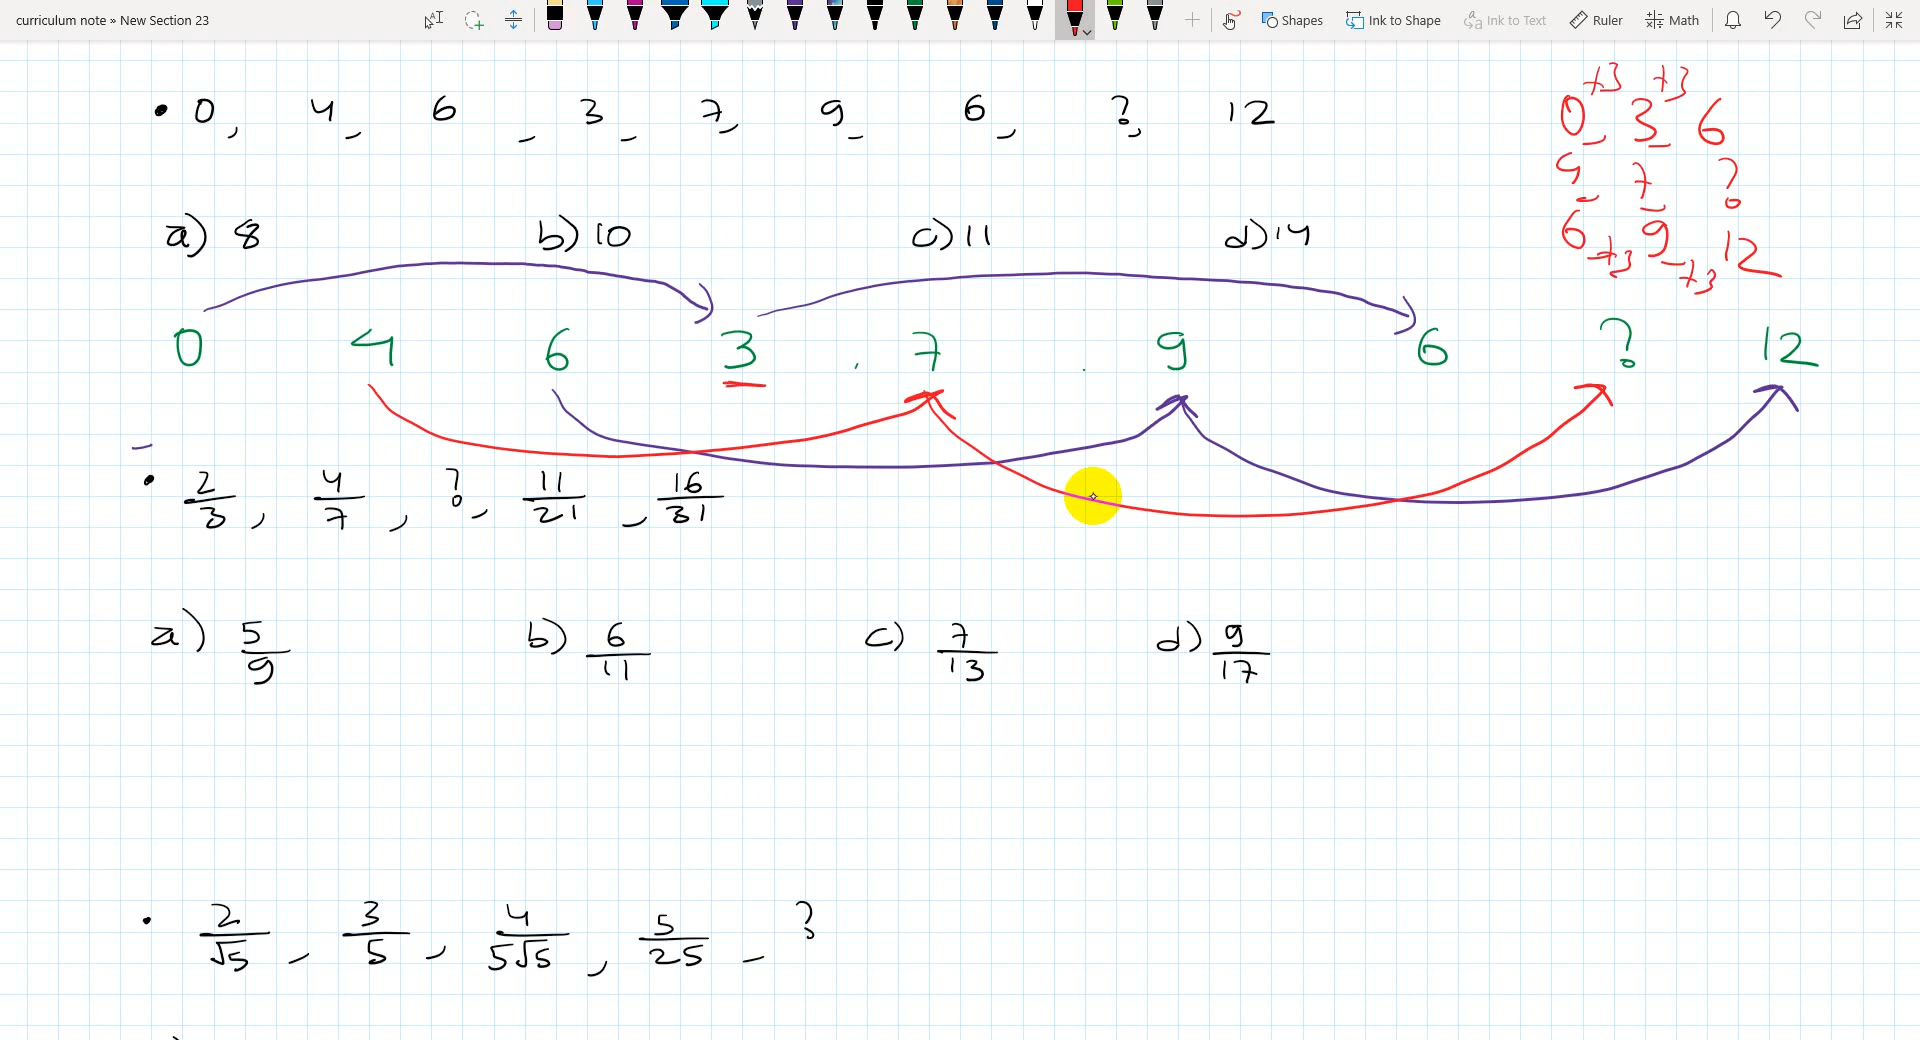 curriculum note » New Section 23
Shapes Ink to Shape Ink to Text Ruler Math
• 0, 4, 6, 3, 7, 9, 6, ?, 12
a) 8 b) 10 c) 11 d) 14
+3 +3
0, 3, 6
4, 7, ?
6, 9, 12
+3 +3
0 4 6 3 7 9 6 ? 12
• 2/3, 4/7, ?, 11/21, 16/31
a) 5/9 b) 6/11 c) 7/13 d) 9/17
• 2/√5, 3/5, 4/5√5, 5/25, ?